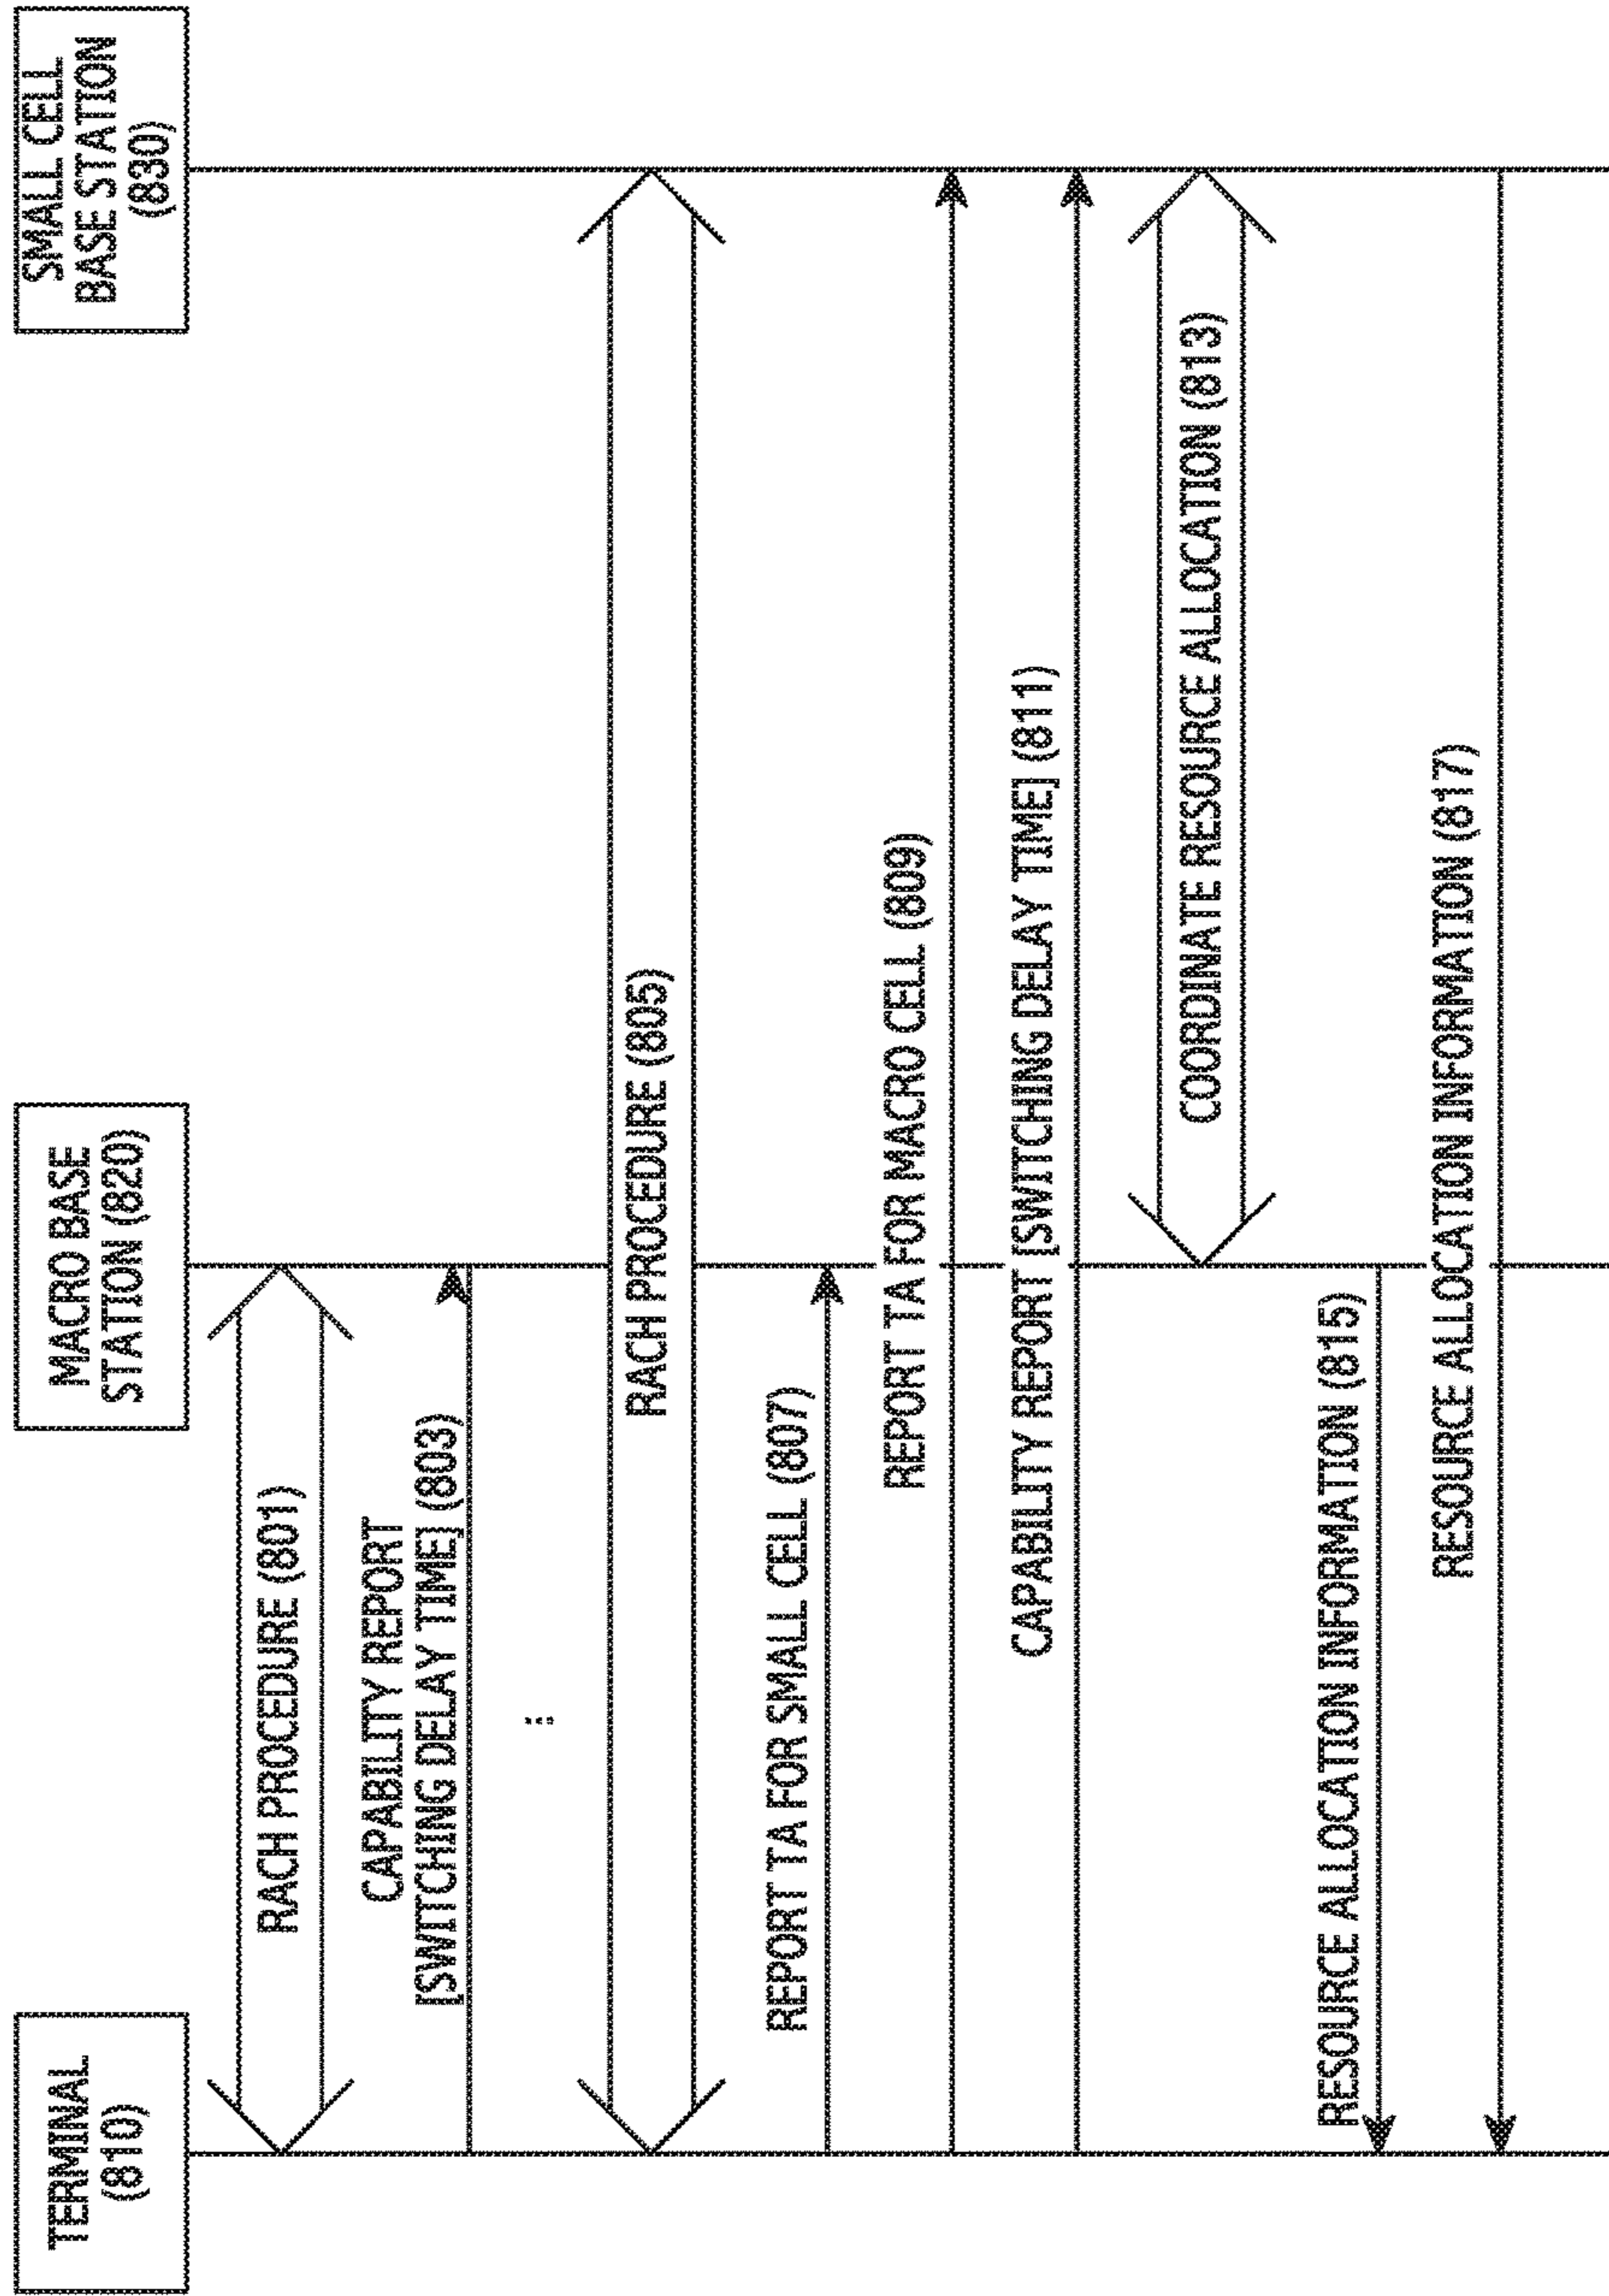 TERMINAL
(810)
MACRO BASE
STATION (820)
SMALL CELL
BASE STATION
(830)
RACH PROCEDURE (801)
CAPABILITY REPORT
[SWITCHING DELAY TIME] (803)
RACH PROCEDURE (805)
REPORT TA FOR SMALL CELL (807)
REPORT TA FOR MACRO CELL (809)
CAPABILITY REPORT [SWITCHING DELAY TIME] (811)
COORDINATE RESOURCE ALLOCATION (813)
RESOURCE ALLOCATION INFORMATION (815)
RESOURCE ALLOCATION INFORMATION (817)